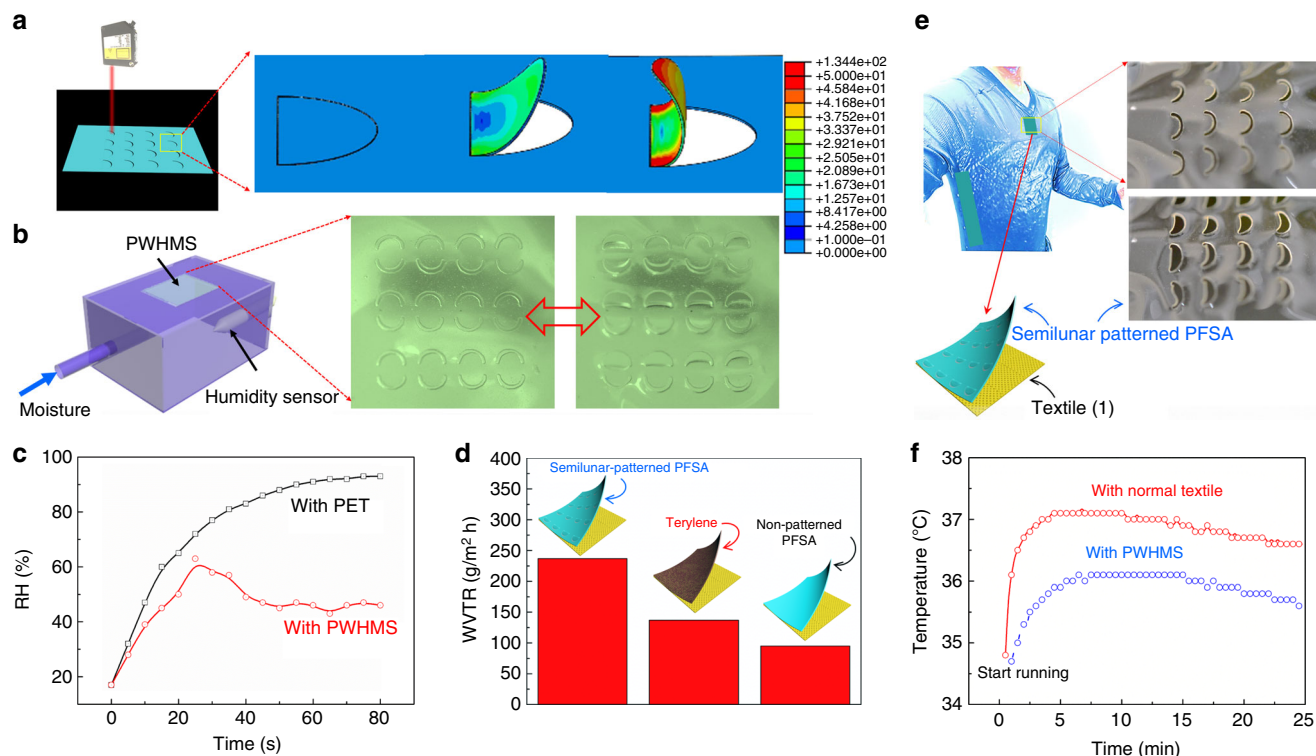 a
+1.344e+02
+5.000e+01
+4.584e+01
+4.168e+01
+3.752e+01
+3.337e+01
+2.921e+01
+2.505e+01
+2.089e+01
+1.673e+01
+1.257e+01
+8.417e+00
+4.258e+00
+1.000e−01
+0.000e+00
b
PWHMS
Humidity sensor
Moisture
e
Semilunar patterned PFSA
Textile (1)
c
100
80
60
40
20
RH (%)
With PET
With PWHMS
0
20
40
60
80
Time (s)
d
400
350
300
250
200
150
100
50
0
WVTR (g/m² h)
Semilunar-patterned PFSA
Terylene
Non-patterned
PFSA
f
38
37
36
35
34
Temperature (°C)
With normal textile
With PWHMS
Start running
0
5
10
15
20
25
Time (min)